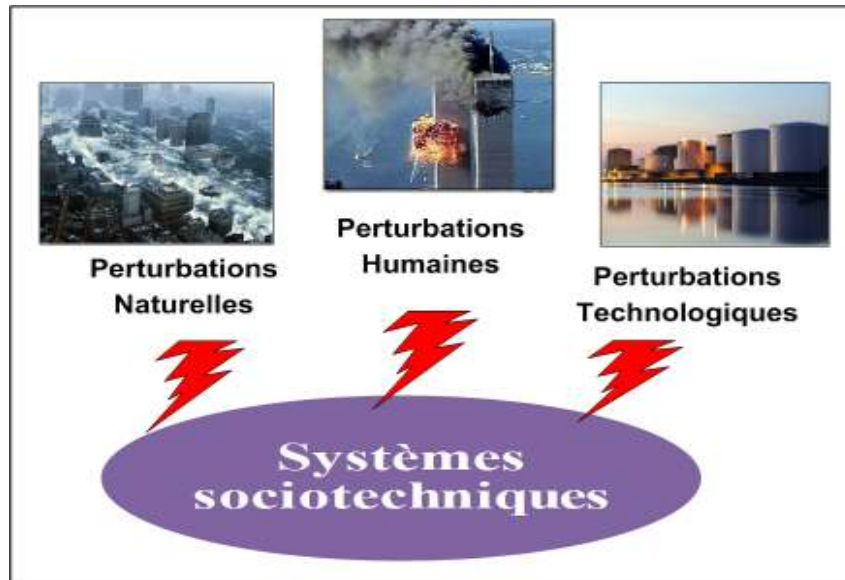 Perturbations
Naturelles
Perturbations
Humaines
Perturbations
Technologiques
Systèmes
sociotechniques